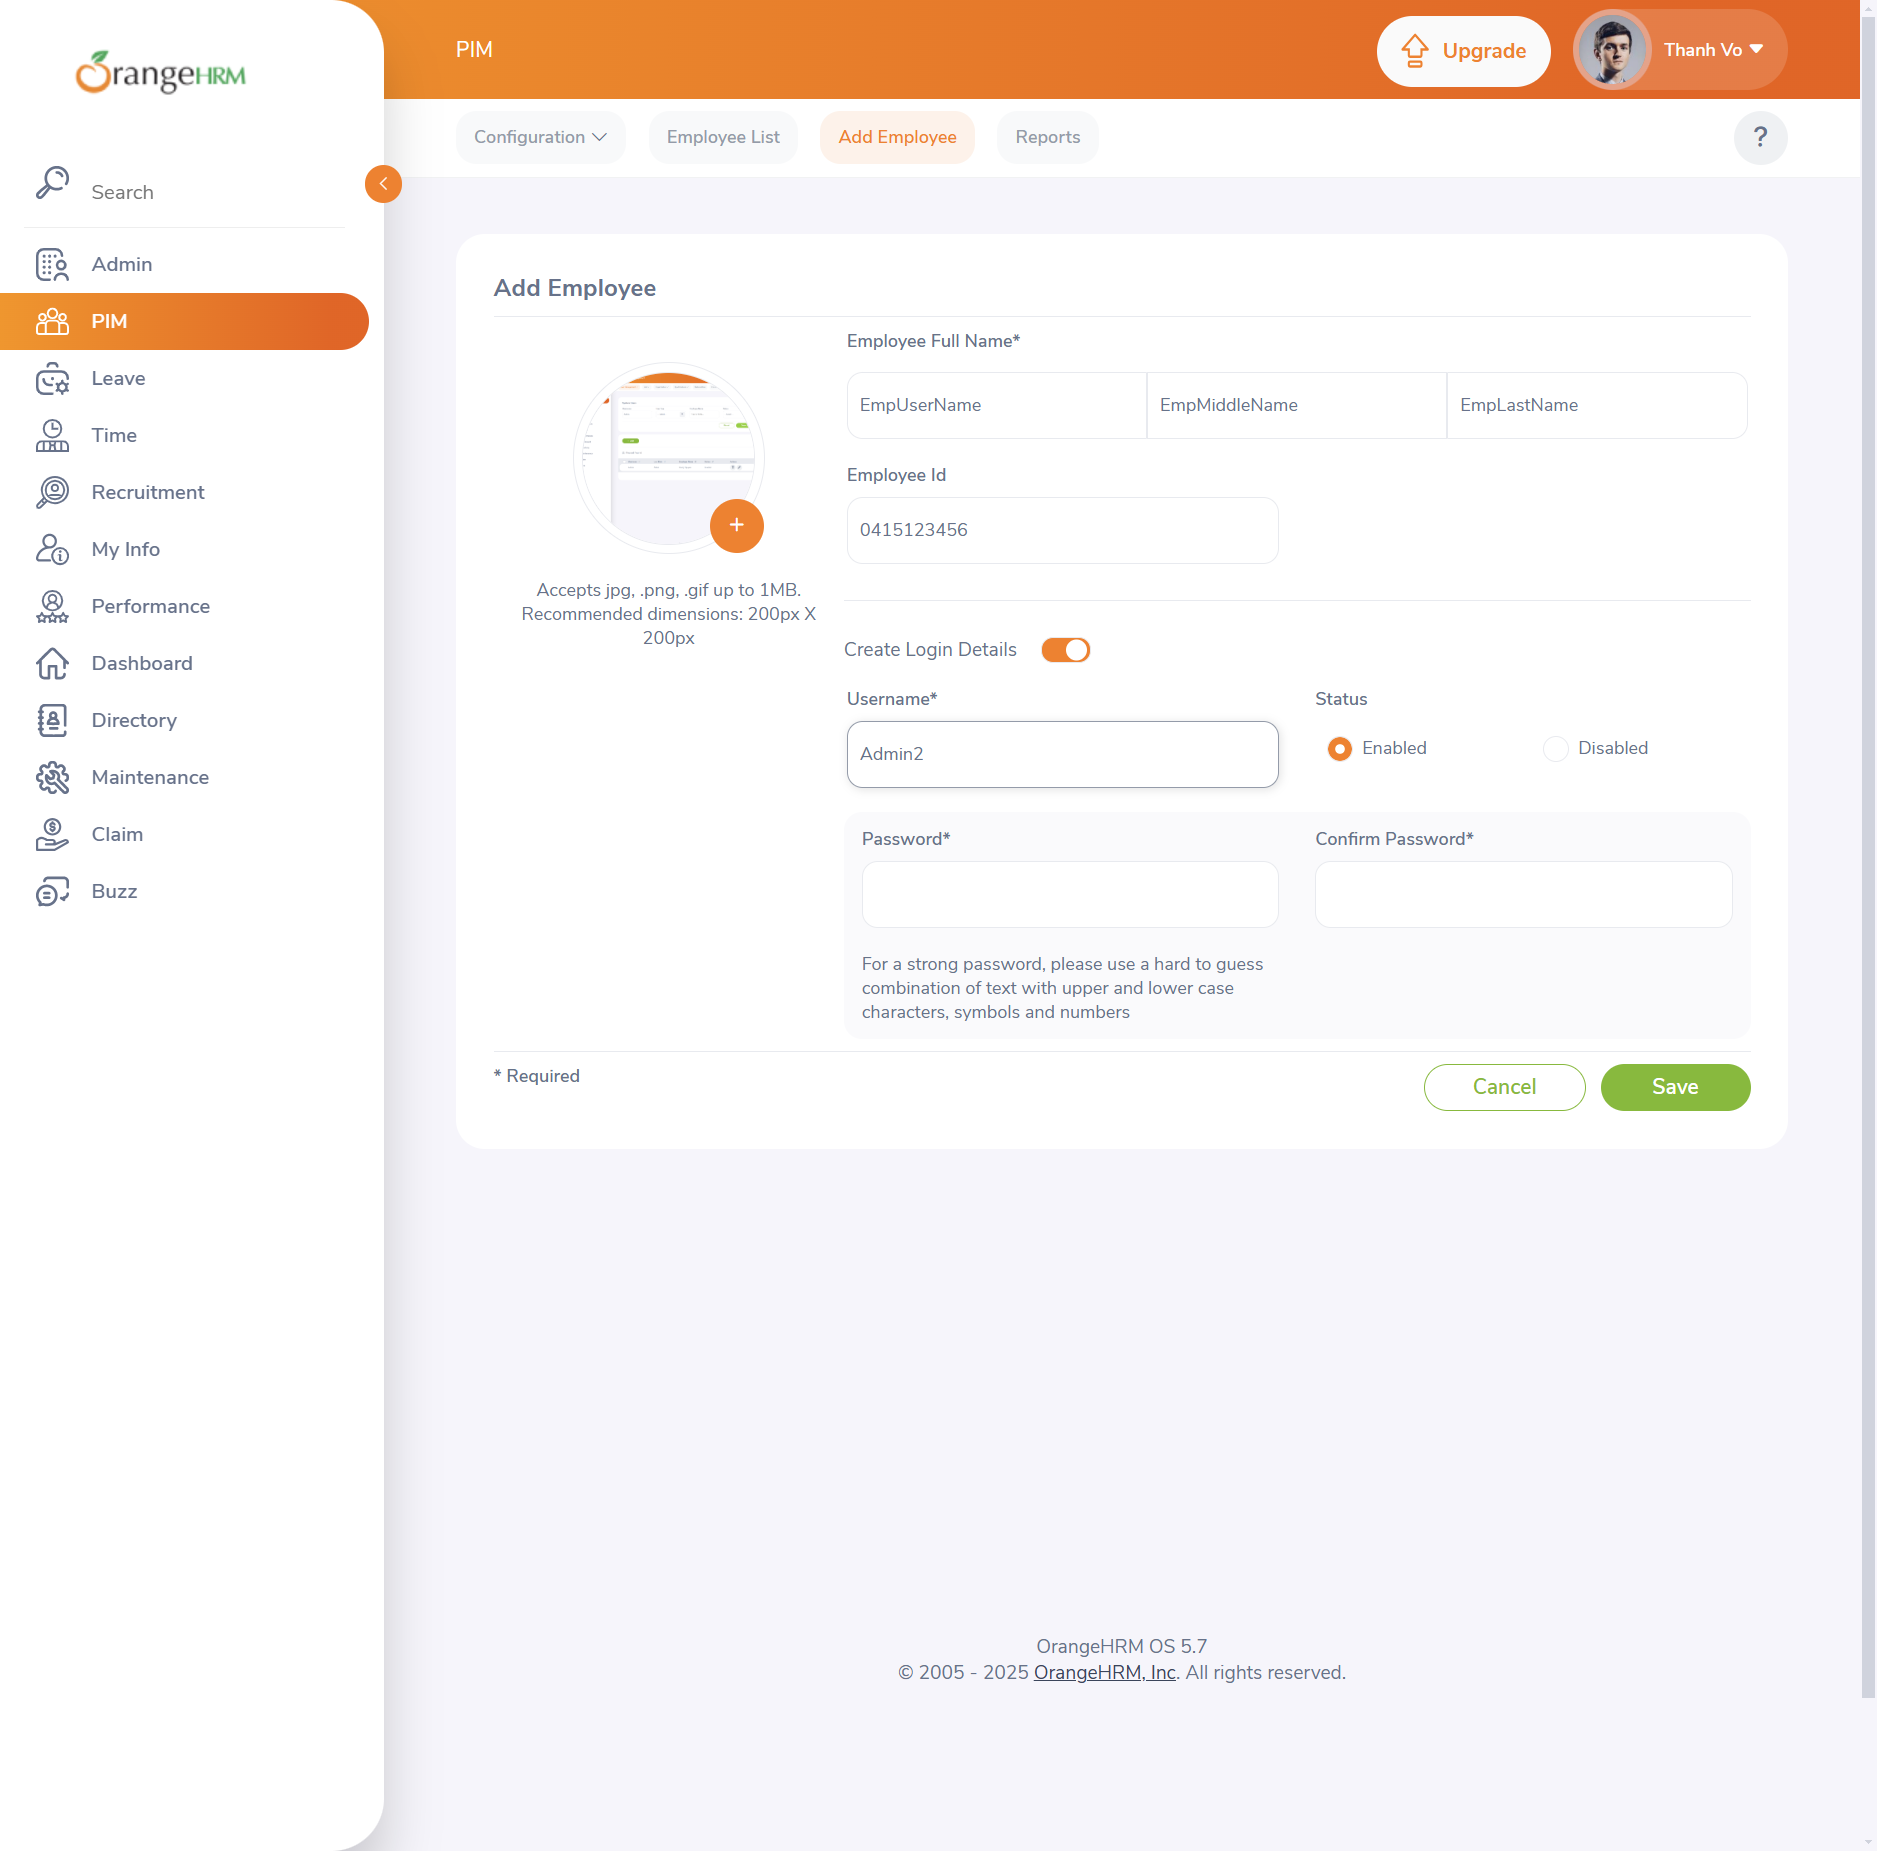 OrangeHRM
PIM
Upgrade
Thanh Vo
Configuration
Employee List
Add Employee
Reports
?
Search
Admin
PIM
Leave
Time
Recruitment
My Info
Performance
Dashboard
Directory
Maintenance
Claim
Buzz
Add Employee
Accepts jpg, .png, .gif up to 1MB.
Recommended dimensions: 200px X
200px
Employee Full Name*
EmpUserName
EmpMiddleName
EmpLastName
Employee Id
0415123456
Create Login Details
Username*
Admin2
Status
Enabled
Disabled
Password*
Confirm Password*
For a strong password, please use a hard to guess
combination of text with upper and lower case
characters, symbols and numbers
* Required
Cancel
Save
OrangeHRM OS 5.7
© 2005 - 2025 OrangeHRM, Inc. All rights reserved.